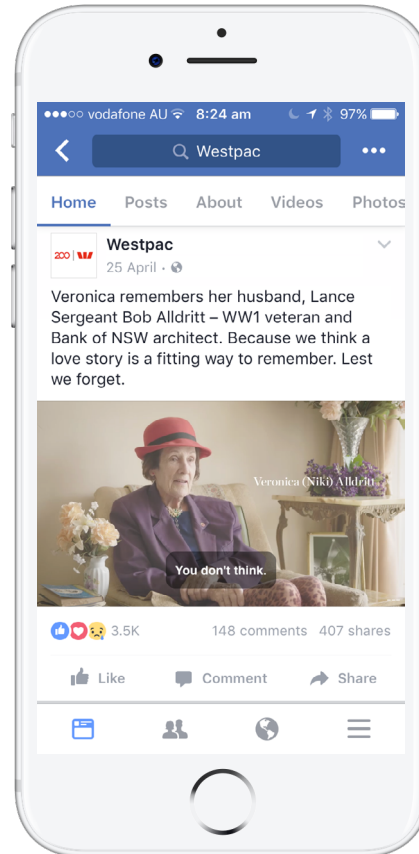 vodafone AU 8:24 am 97%
Westpac
Home Posts About Videos Photos
200 Westpac
25 April
Veronica remembers her husband, Lance
Sergeant Bob Alldritt – WW1 veteran and
Bank of NSW architect. Because we think a
love story is a fitting way to remember. Lest
we forget.
Veronica (Niki) Alldritt
You don't think.
3.5K 148 comments 407 shares
Like Comment Share